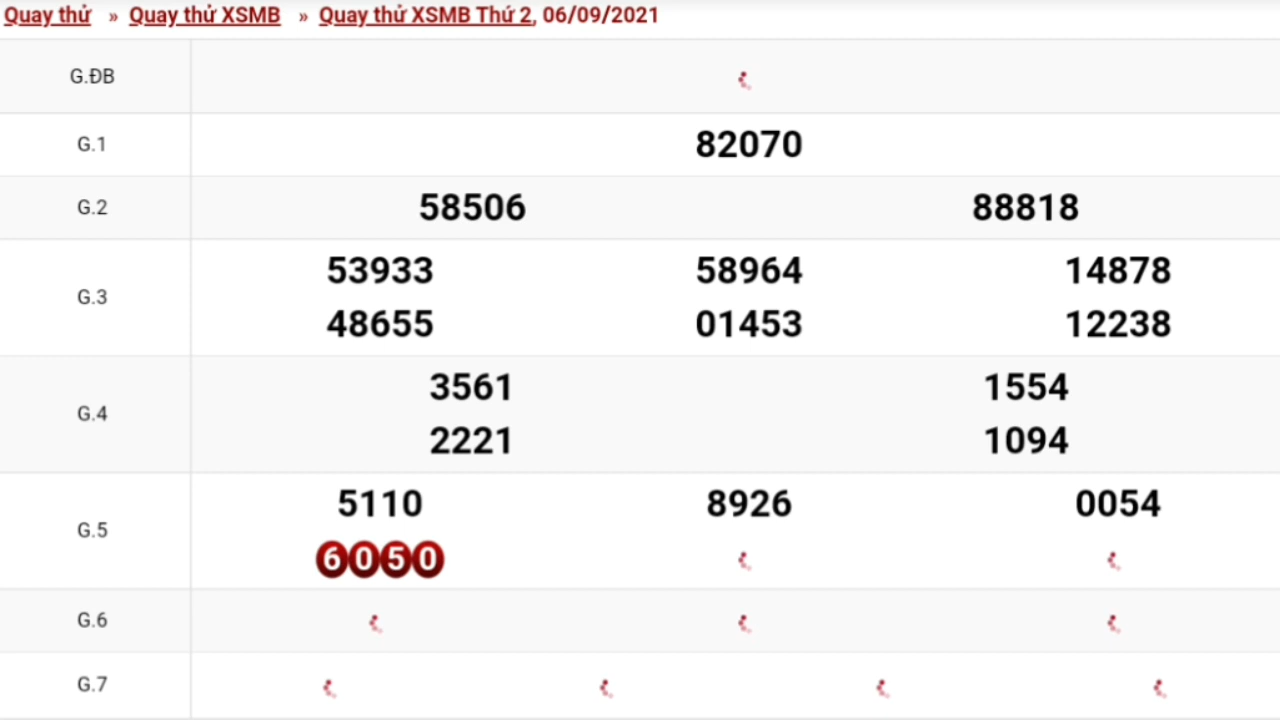 Quay thử » Quay thử XSMB » Quay thử XSMB Thứ 2, 06/09/2021
G.ĐB
G.1 82070
G.2 58506 88818
G.3 53933 58964 14878
48655 01453 12238
G.4 3561 1554
2221 1094
G.5 5110 8926 0054
6050
G.6
G.7